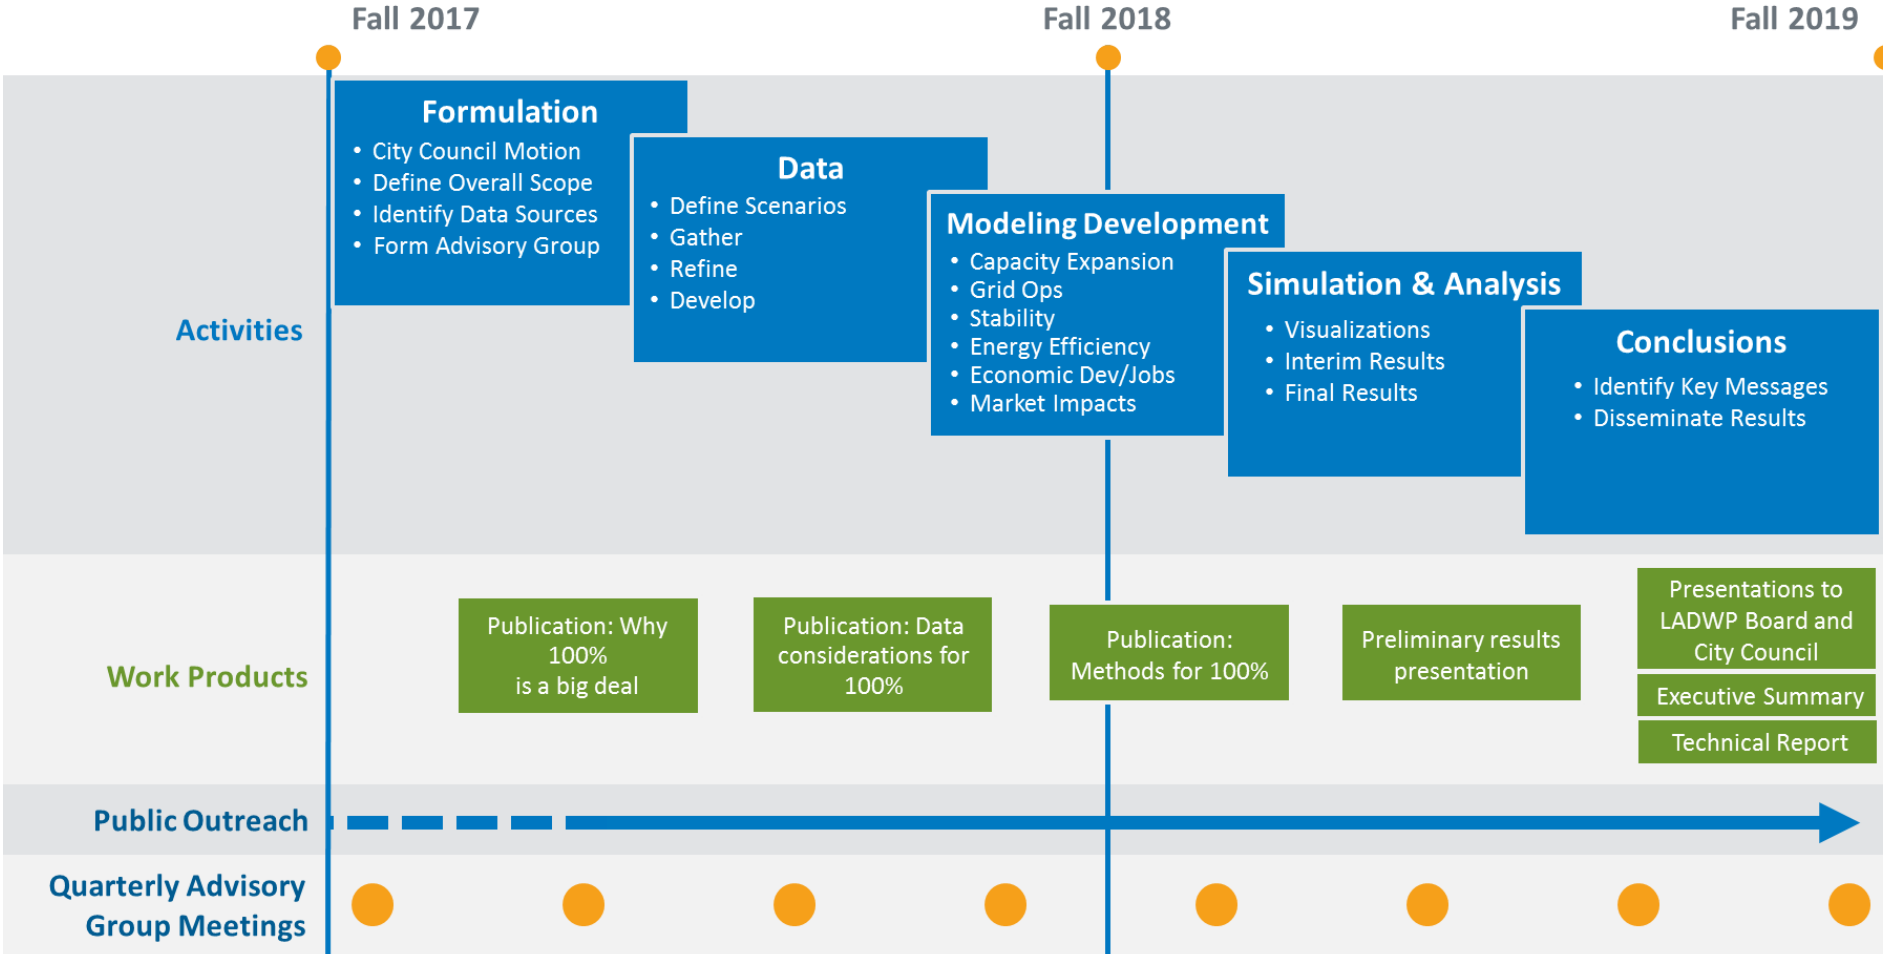 Fall 2017
Fall 2018
Fall 2019
Activities
Formulation
• City Council Motion
• Define Overall Scope
• Identify Data Sources
• Form Advisory Group
Data
• Define Scenarios
• Gather
• Refine
• Develop
Modeling Development
• Capacity Expansion
• Grid Ops
• Stability
• Energy Efficiency
• Economic Dev/Jobs
• Market Impacts
Simulation & Analysis
• Visualizations
• Interim Results
• Final Results
Conclusions
• Identify Key Messages
• Disseminate Results
Work Products
Publication: Why
100%
is a big deal
Publication: Data
considerations for
100%
Publication:
Methods for 100%
Preliminary results
presentation
Presentations to
LADWP Board and
City Council
Executive Summary
Technical Report
Public Outreach
Quarterly Advisory
Group Meetings